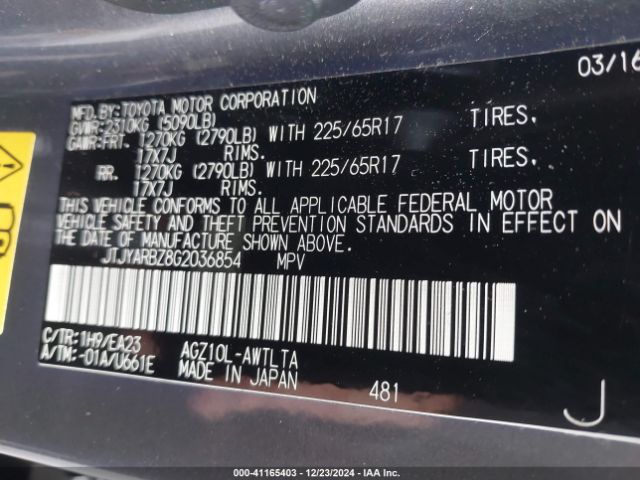 03/16
MFD.BY:TOYOTA MOTOR CORPORATION
GVWR:2310KG (5090LB)
GAWR:FRT. 1270KG (2790LB) WITH 225/65R17 TIRES,
17X7J RIMS.
RR. 1270KG (2790LB) WITH 225/65R17 TIRES,
17X7J RIMS.
THIS VEHICLE CONFORMS TO ALL APPLICABLE FEDERAL MOTOR
VEHICLE SAFETY AND THEFT PREVENTION STANDARDS IN EFFECT ON
THE DATE OF MANUFACTURE SHOWN ABOVE.
JTJYARBZ8G2036854 MPV
C/TR:1H9/EA23 AGZ10L-AWTLTA
A/TM:-01A/U661E MADE IN JAPAN 481
J
000-41165403 - 12/23/2024 - IAA Inc.